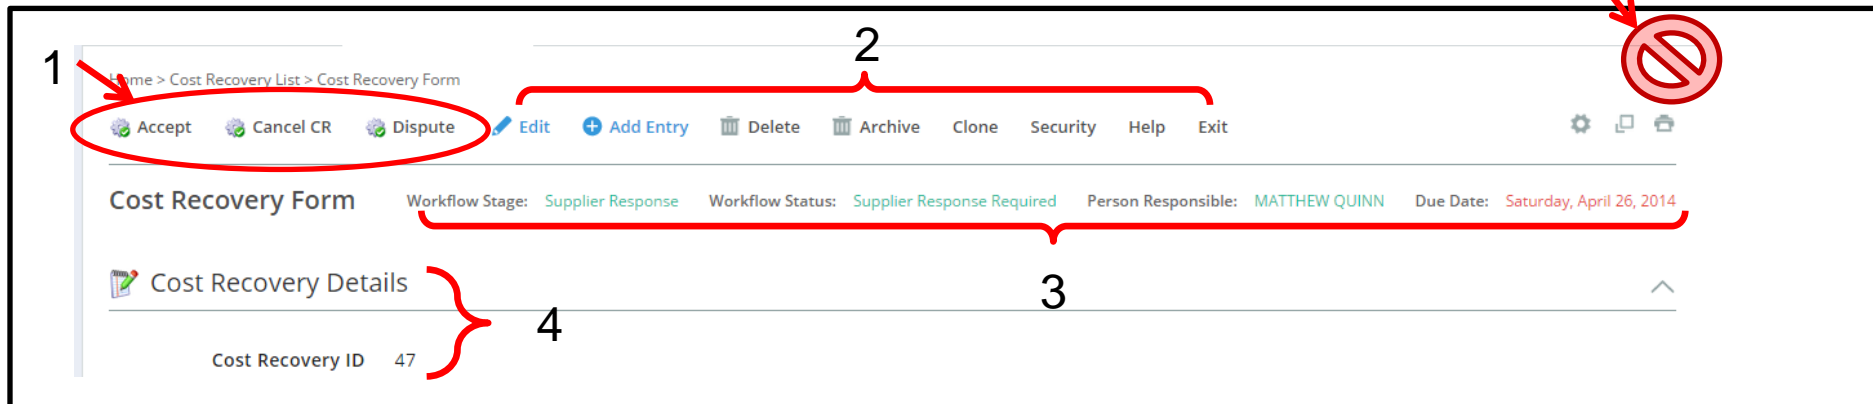 2
1
Home > Cost Recovery List > Cost Recovery Form
Accept Cancel CR Dispute Edit Add Entry Delete Archive Clone Security Help Exit
Cost Recovery Form Workflow Stage: Supplier Response Workflow Status: Supplier Response Required Person Responsible: MATTHEW QUINN Due Date: Saturday, April 26, 2014
Cost Recovery Details
3
4
Cost Recovery ID 47